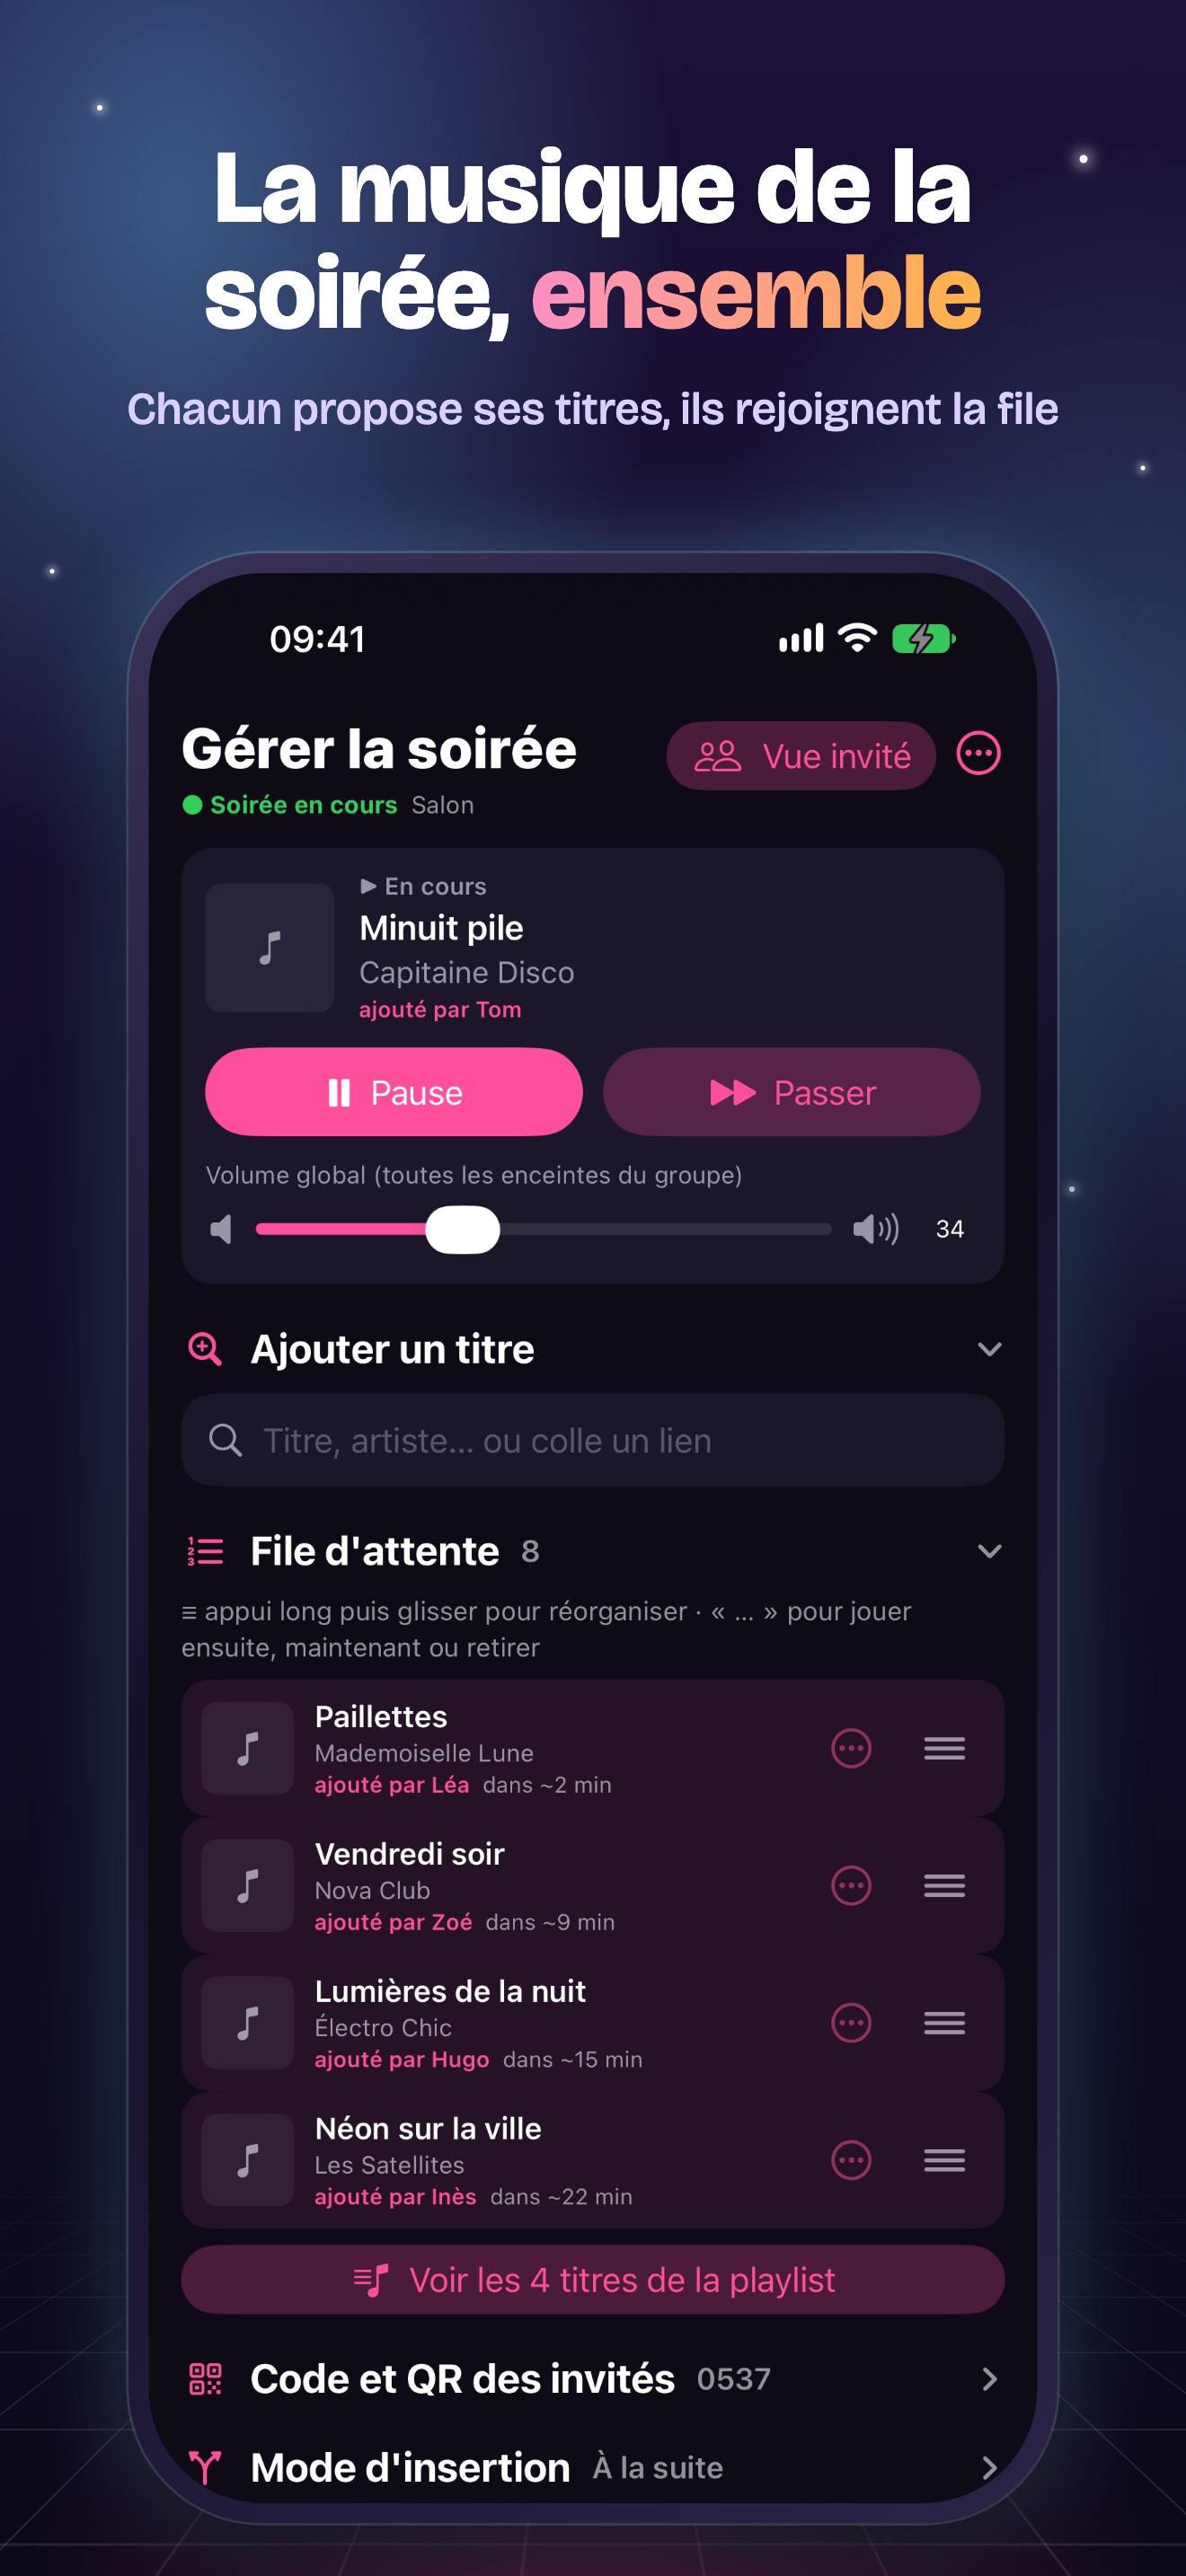 La musique de la
soirée, ensemble
Chacun propose ses titres, ils rejoignent la file
09:41
Gérer la soirée
Vue invité
Soirée en cours Salon
En cours
Minuit pile
Capitaine Disco
ajouté par Tom
Pause
Passer
Volume global (toutes les enceintes du groupe)
34
Ajouter un titre
Titre, artiste... ou colle un lien
File d'attente 8
≡ appui long puis glisser pour réorganiser · « ... » pour jouer
ensuite, maintenant ou retirer
Paillettes
Mademoiselle Lune
ajouté par Léa dans ~2 min
Vendredi soir
Nova Club
ajouté par Zoé dans ~9 min
Lumières de la nuit
Électro Chic
ajouté par Hugo dans ~15 min
Néon sur la ville
Les Satellites
ajouté par Inès dans ~22 min
Voir les 4 titres de la playlist
Code et QR des invités 0537
Mode d'insertion À la suite